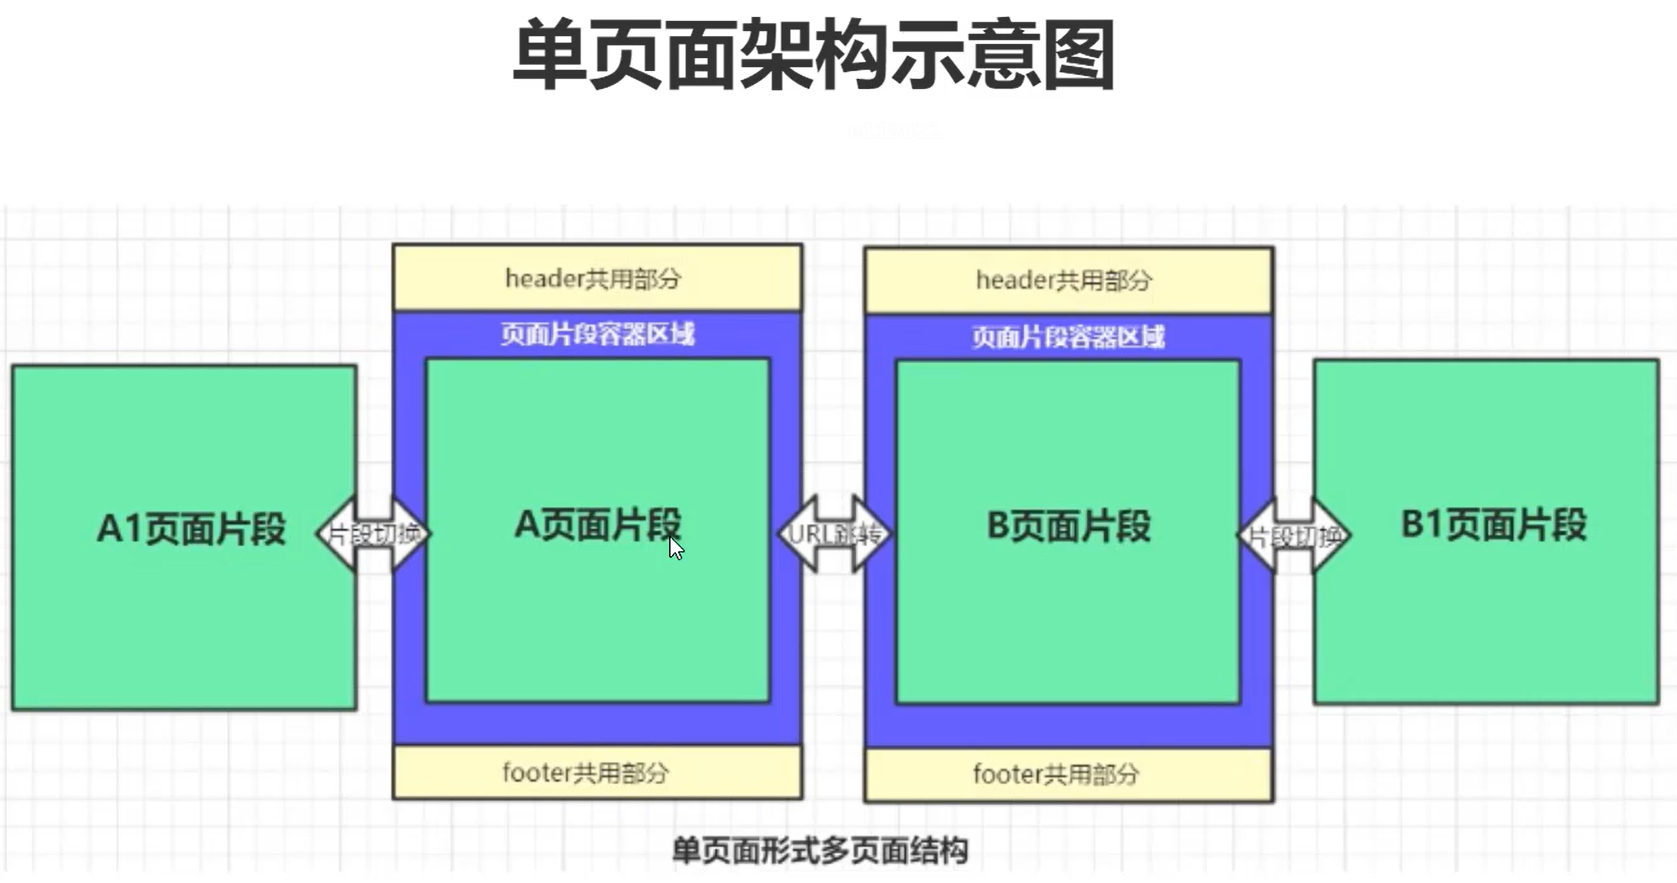 单页面架构示意图
header共用部分
header共用部分
页面片段容器区域
页面片段容器区域
A1页面片段
片段切换
A页面片段
URL跳转
B页面片段
片段切换
B1页面片段
footer共用部分
footer共用部分
单页面形式多页面结构